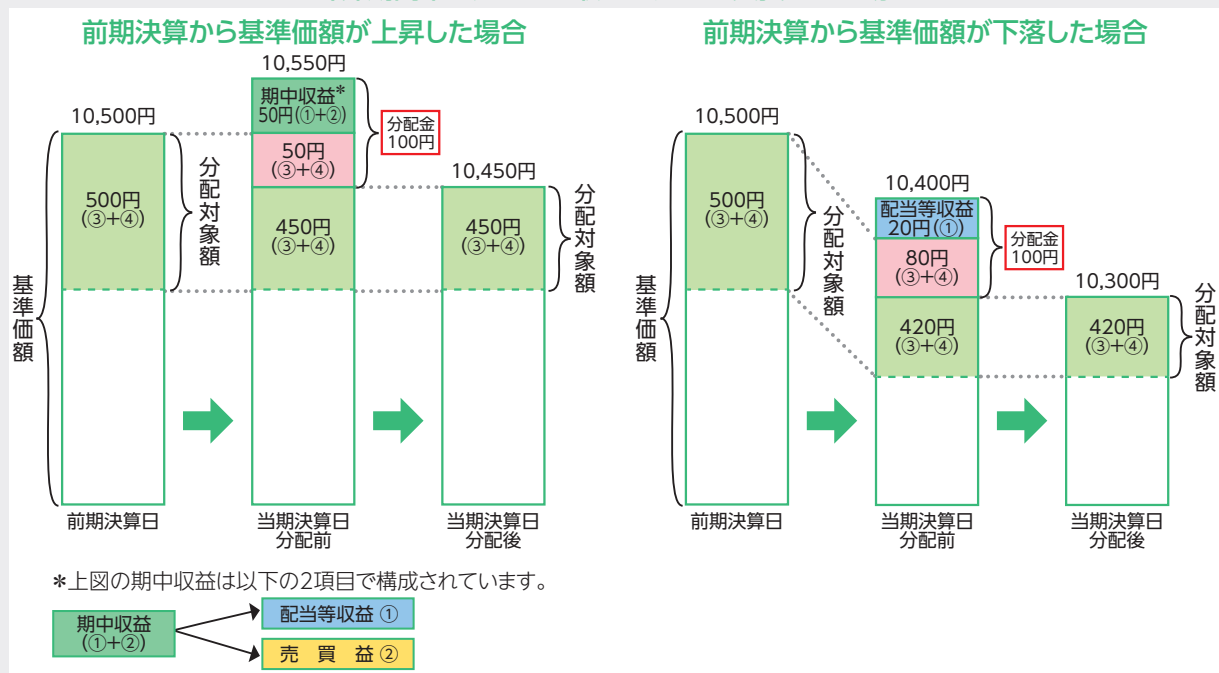 前期決算から基準価額が上昇した場合
10,500円
500円
(③+④)
分配対象額
基準価額
前期決算日
10,550円
期中収益*
50円(①+②)
50円
(③+④)
450円
(③+④)
分配金
100円
当期決算日
分配前
10,450円
450円
(③+④)
分配対象額
当期決算日
分配後
前期決算から基準価額が下落した場合
10,500円
500円
(③+④)
分配対象額
基準価額
前期決算日
10,400円
配当等収益
20円(①)
80円
(③+④)
420円
(③+④)
分配金
100円
当期決算日
分配前
10,300円
420円
(③+④)
分配対象額
当期決算日
分配後
*上図の期中収益は以下の2項目で構成されています。
期中収益
(①+②)
配当等収益 ①
売 買 益 ②